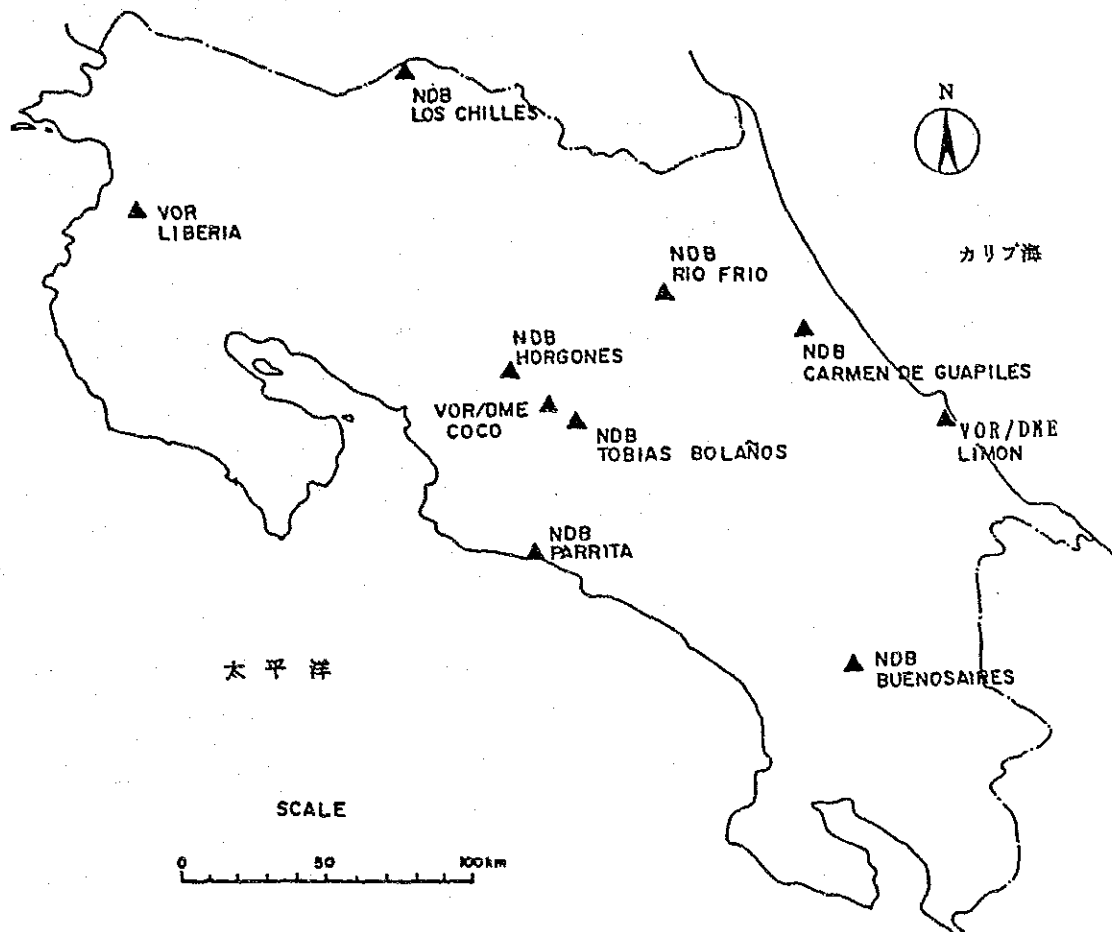 NDB
LOS CHILLES
N
VOR
LIBERIA
カリブ海
NDB
RIO FRIO
NDB
HORGONES
NDB
CARMEN DE GUAPILES
VOR/DME
COCO
NDB
TOBIAS BOLAÑOS
VOR/DME
LIMON
NDB
PARRITA
太平洋
NDB
BUENOSAIRES
SCALE
0 50 100km